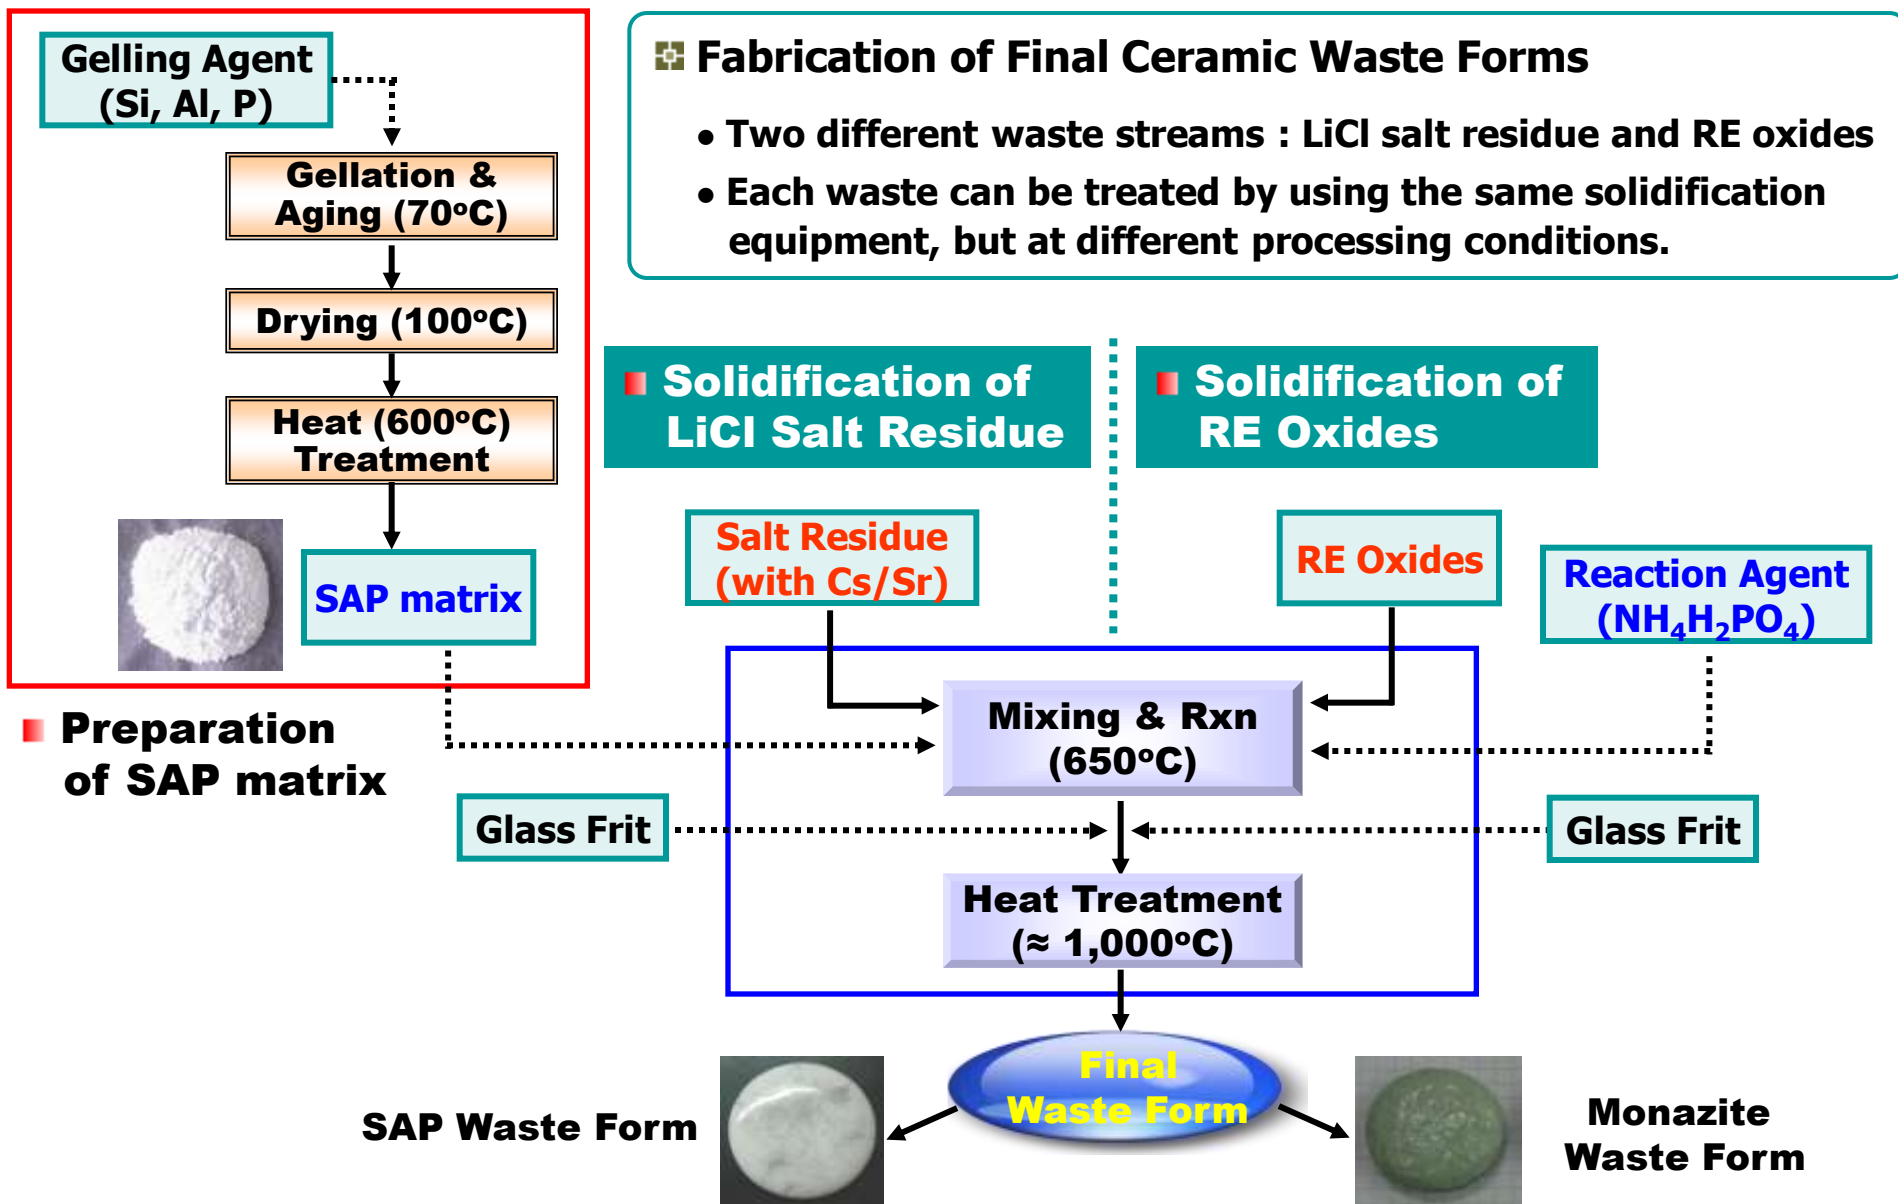 Gelling Agent
(Si, Al, P)
Gellation &
Aging (70°C)
Drying (100°C)
Heat (600°C)
Treatment
SAP matrix
Preparation
of SAP matrix
Fabrication of Final Ceramic Waste Forms
● Two different waste streams : LiCl salt residue and RE oxides
● Each waste can be treated by using the same solidification
equipment, but at different processing conditions.
Solidification of
LiCl Salt Residue
Solidification of
RE Oxides
Salt Residue
(with Cs/Sr)
RE Oxides
Reaction Agent
(NH₄H₂PO₄)
Mixing & Rxn
(650°C)
Glass Frit
Glass Frit
Heat Treatment
(≈ 1,000°C)
Final
Waste Form
SAP Waste Form
Monazite
Waste Form